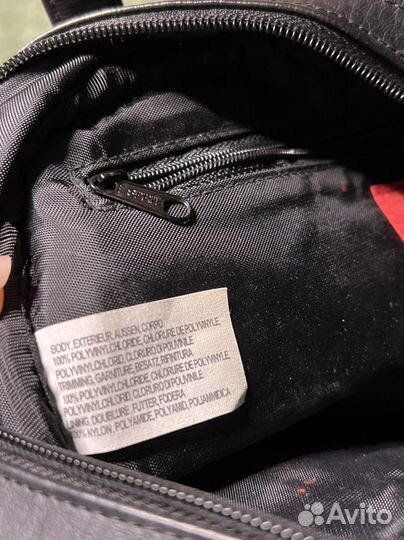 BODY, EXTERIEUR, AUSSEN, CORPO
100% POLYVINYLCHLORIDE, CHLORURE DE POLYVINYLE,
POLYVINYLCHLORID, CLORURO DI POLIVINILE
TRIMMING, GARNITURE, BESATZ, RIFINITURA
100% POLYVINYLCHLORIDE, CHLORURE DE POLYVINYLE,
POLYVINYLCHLORID, CLORURO DI POLIVINILE
LINING, DOUBLURE, FUTTER, FODERA
100% NYLON, POLYAMIDE, POLYAMID, POLIAMMIDICA
Avito